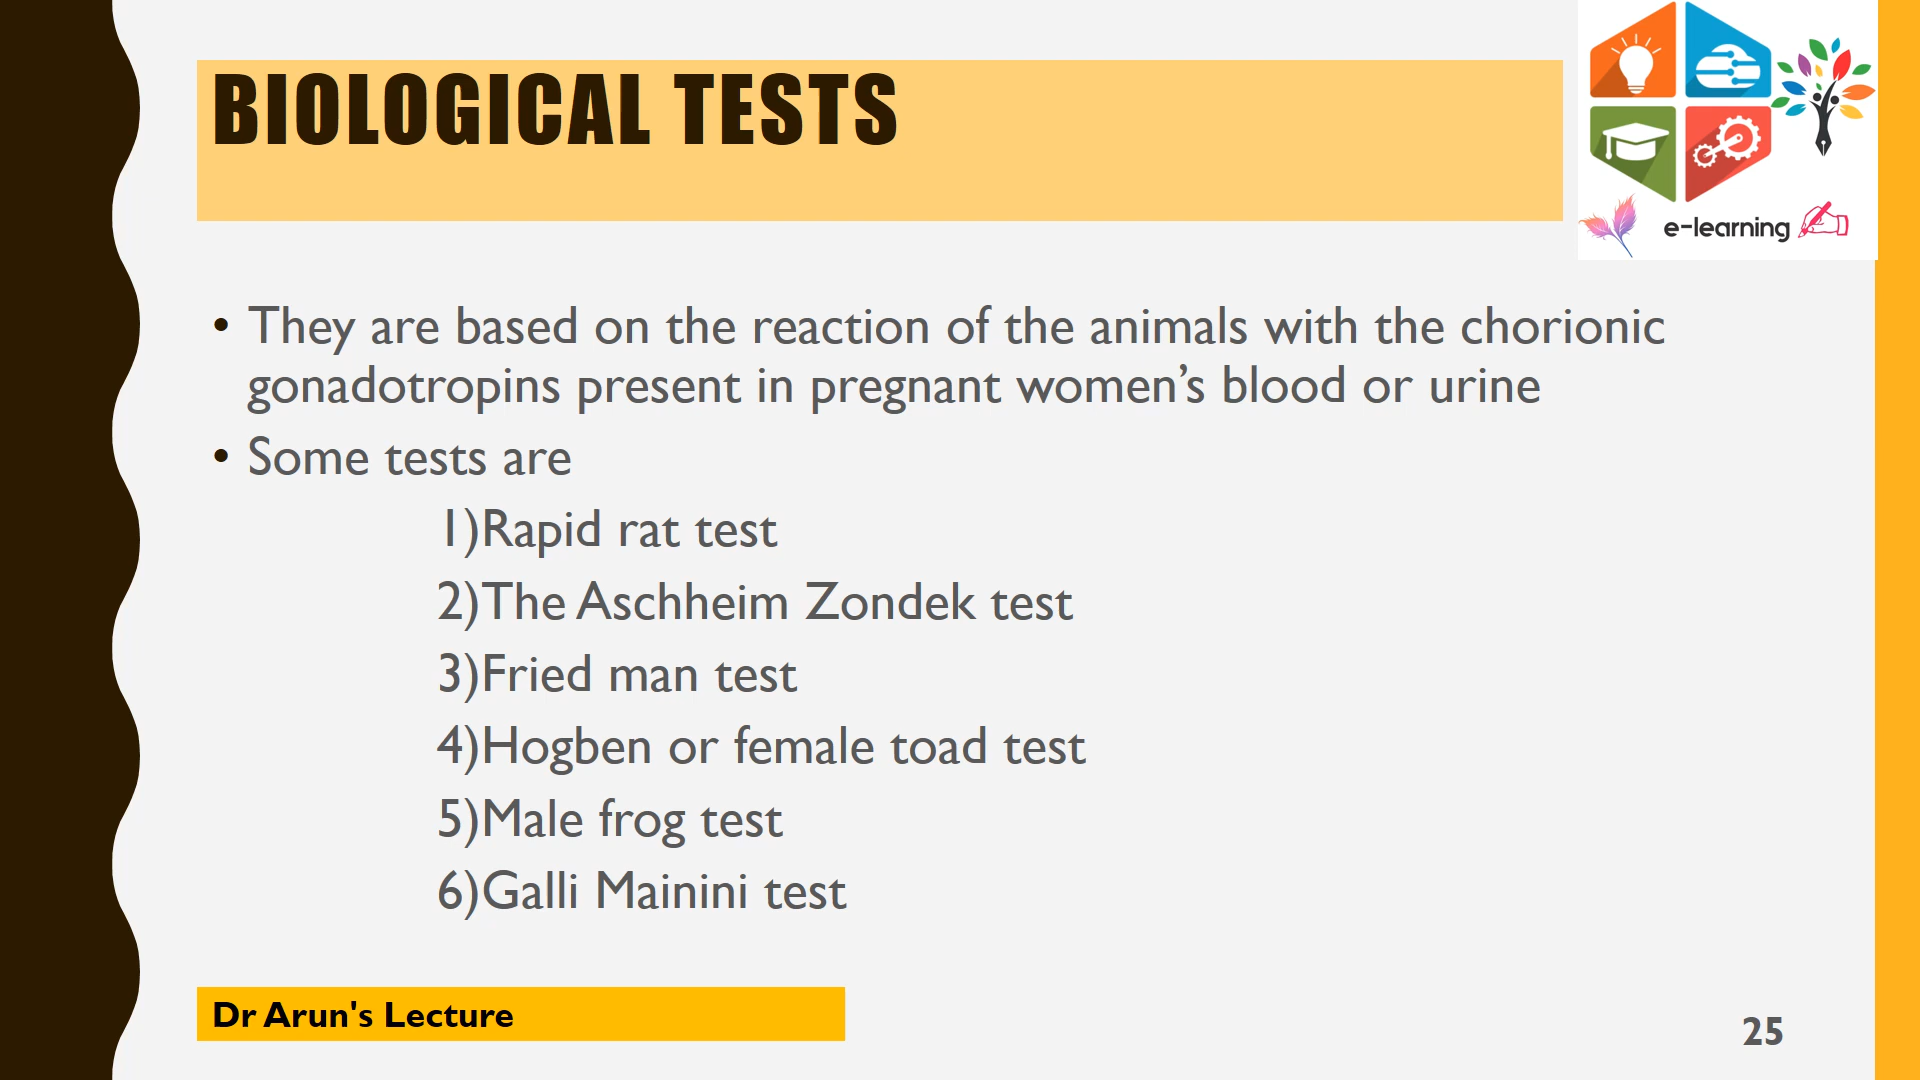 BIOLOGICAL TESTS
e-learning
• They are based on the reaction of the animals with the chorionic
gonadotropins present in pregnant women’s blood or urine
• Some tests are
1)Rapid rat test
2)The Aschheim Zondek test
3)Fried man test
4)Hogben or female toad test
5)Male frog test
6)Galli Mainini test
Dr Arun's Lecture
25